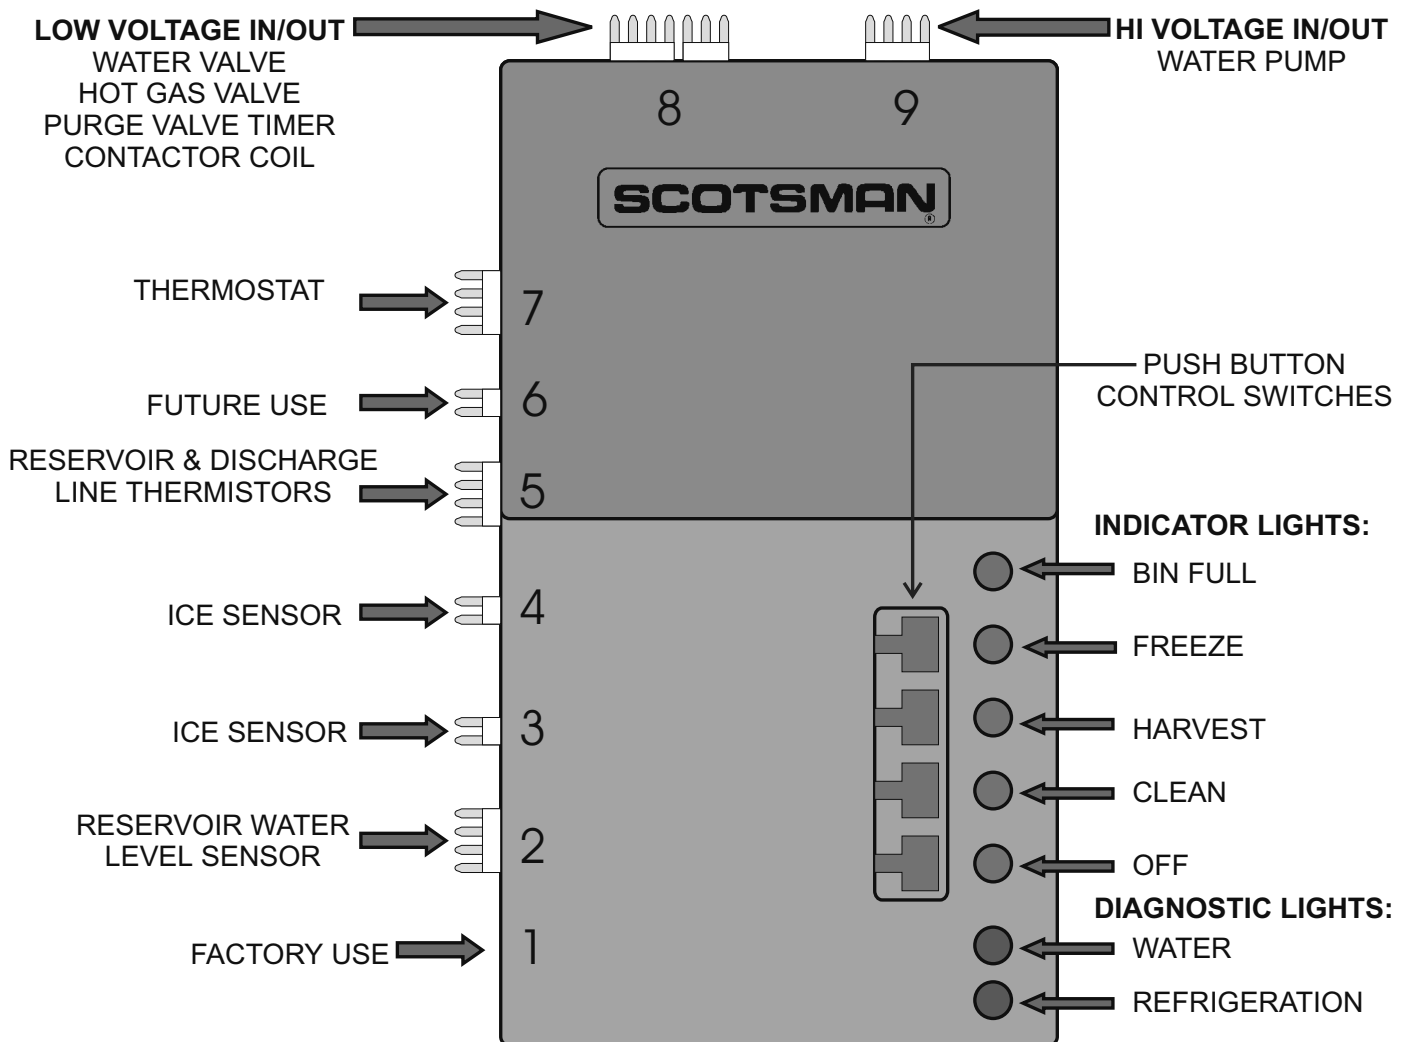 LOW VOLTAGE IN/OUT
WATER VALVE
HOT GAS VALVE
PURGE VALVE TIMER
CONTACTOR COIL
HI VOLTAGE IN/OUT
WATER PUMP
8
9
SCOTSMAN®
THERMOSTAT
7
PUSH BUTTON
CONTROL SWITCHES
FUTURE USE
6
RESERVOIR & DISCHARGE
LINE THERMISTORS
5
INDICATOR LIGHTS:
BIN FULL
ICE SENSOR
4
FREEZE
ICE SENSOR
3
HARVEST
CLEAN
RESERVOIR WATER
LEVEL SENSOR
2
OFF
DIAGNOSTIC LIGHTS:
FACTORY USE
1
WATER
REFRIGERATION